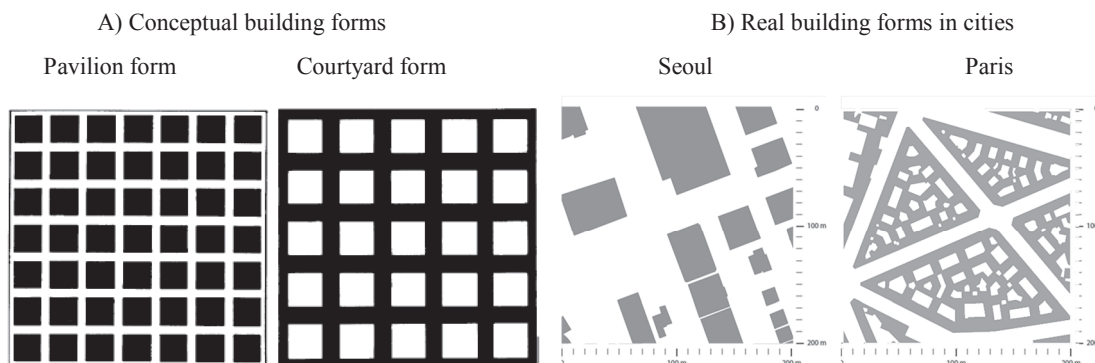 A) Conceptual building forms
B) Real building forms in cities
Pavilion form
Courtyard form
Seoul
Paris
0
100 m
200 m
100 m
200 m
0
100 m
200 m
100 m
200 m